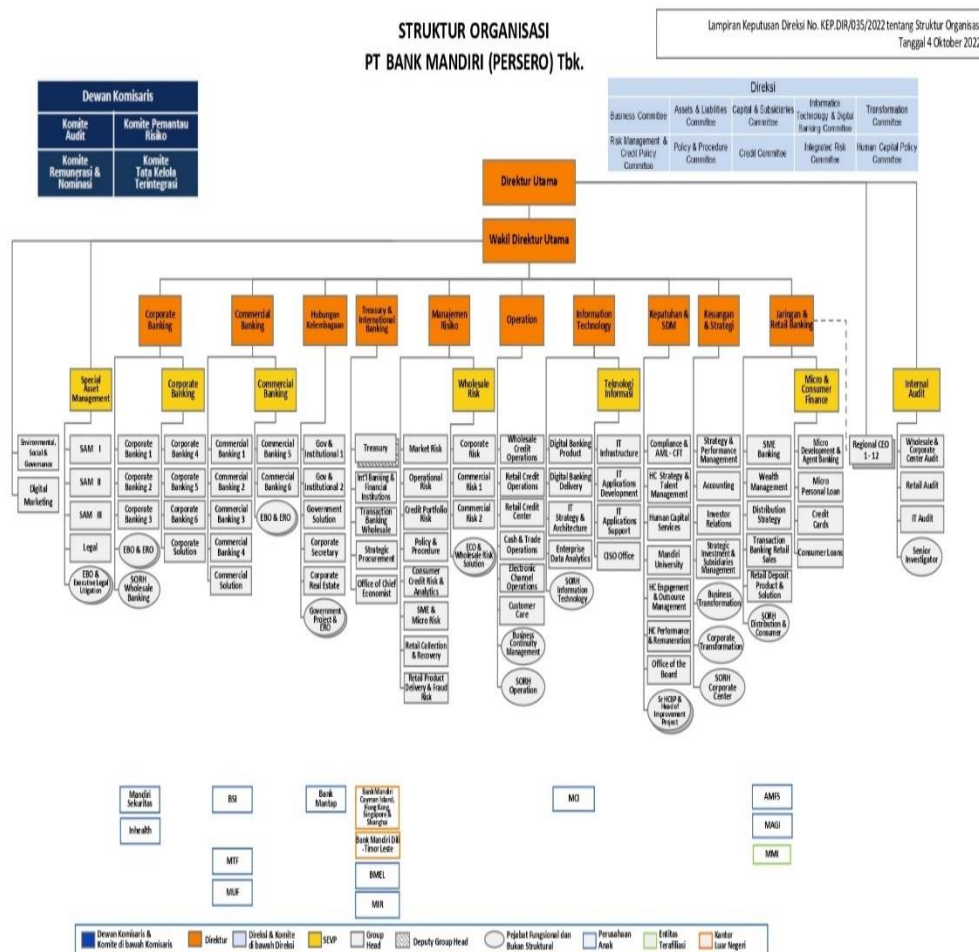 STRUKTUR ORGANISASI
PT BANK MANDIRI (PERSERO) Tbk.
Lampiran Keputusan Direksi No. KEP.DIR/035/2022 tentang Struktur Organisas
Tanggal 4 Oktober 2022
Dewan Komisaris
Komite
Audit
Komite Pemantau
Risiko
Komite
Remunerasi &
Nominasi
Komite
Tata Kelola
Terintegrasi
Direksi
Business Committee
Assets & Liabilities
Committee
Capital & Subsidiaries
Committee
Information
Technology & Digital
Banking Committee
Transformation
Committee
Risk Management &
Credit Policy
Committee
Policy & Procedure
Committee
Credit Committee
Integrated Risk
Committee
Human Capital Policy
Committee
Direktur Utama
Wakil Direktur Utama
Corporate
Banking
Commercial
Banking
Hubungan
Kelembagaan
Treasury &
International
Banking
Manajemen
Risiko
Operation
Information
Technology
Kepatuhan &
SDM
Keuangan
& Strategi
Jaringan &
Retail Banking
Special
Asset
Management
Corporate
Banking
Commercial
Banking
Wholesale
Risk
Teknologi
Informasi
Micro &
Consumer
Finance
Internal
Audit
Environmental,
Social &
Governance
Digital
Marketing
SAM I
SAM II
SAM III
Legal
EBO &
Executive Legal
Litigation
Corporate
Banking 1
Corporate
Banking 2
Corporate
Banking 3
EBO & ERO
SORH
Wholesale
Banking
Corporate
Banking 4
Corporate
Banking 5
Corporate
Banking 6
Corporate
Solution
Commercial
Banking 1
Commercial
Banking 2
Commercial
Banking 3
Commercial
Banking 4
Commercial
Solution
Commercial
Banking 5
Commercial
Banking 6
EBO & ERO
Gov &
Institutional 1
Gov &
Institutional 2
Government
Solution
Corporate
Secretary
Corporate
Real Estate
Government
Project &
ERO
Treasury
Int'l Banking &
Financial
Institutions
Transaction
Banking
Wholesale
Strategic
Procurement
Office of Chief
Economist
Market Risk
Operational
Risk
Credit Portfolio
Risk
Policy &
Procedure
Consumer
Credit Risk &
Analytics
SME &
Micro Risk
Retail Collection
& Recovery
Retail Product
Delivery & Fraud
Risk
Corporate
Risk
Commercial
Risk 1
Commercial
Risk 2
ECO &
Wholesale Risk
Solution
Wholesale
Credit
Operations
Retail Credit
Operations
Retail Credit
Center
Cash & Trade
Operations
Electronic
Channel
Operations
Customer
Care
Business
Continuity
Management
SORH
Operation
Digital Banking
Product
Digital Banking
Delivery
IT
Strategy &
Architecture
Enterprise
Data Analytics
SORH
Information
Technology
IT
Infrastructure
IT
Applications
Development
IT
Applications
Support
CISO Office
Compliance &
AML - CFT
HC Strategy &
Talent
Management
Human Capital
Services
Mandiri
University
HC Engagement
& Outsource
Management
HC Performance
& Remuneration
Office of the
Board
Sr HCBP &
Head of
Improvement
Project
Strategy &
Performance
Management
Accounting
Investor
Relations
Strategic
Investment &
Subsidiaries
Management
Business
Transformation
Corporate
Transformation
SORH
Corporate
Center
SME
Banking
Wealth
Management
Distribution
Strategy
Transaction
Banking Retail
Sales
Retail Deposit
Product &
Solution
SORH
Distribution &
Consumer
Micro
Development &
Agent Banking
Micro
Personal Loan
Credit
Cards
Consumer Loans
Regional CEO
1 - 12
Wholesale &
Corporate
Center Audit
Retail Audit
IT Audit
Senior
Investigator
Mandiri
Sekuritas
Inhealth
BSI
MTF
MUF
Bank
Mantap
Bank Mandiri
Cayman Island,
Hong Kong,
Singapore &
Shanghai
Bank Mandiri Dili
-Timor Leste
BMEL
MIR
MCI
AMFS
MAGI
MMI
Dewan Komisaris &
Komite di bawah Komisaris
Direktur
Direksi & Komite
di bawah Direksi
SEVP
Group
Head
Deputy Group Head
Pejabat Fungsional dan
Bukan Struktural
Perusahaan
Anak
Entitas
Terafiliasi
Kantor
Luar Negeri